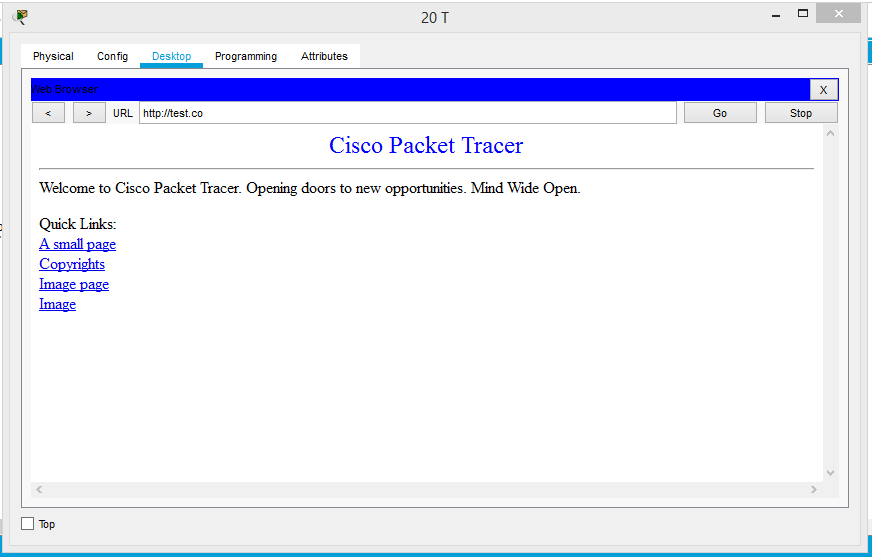 20 T
Physical Config Desktop Programming Attributes
Web Browser X
< > URL http://test.co Go Stop
Cisco Packet Tracer
Welcome to Cisco Packet Tracer. Opening doors to new opportunities. Mind Wide Open.
Quick Links:
A small page
Copyrights
Image page
Image
Top